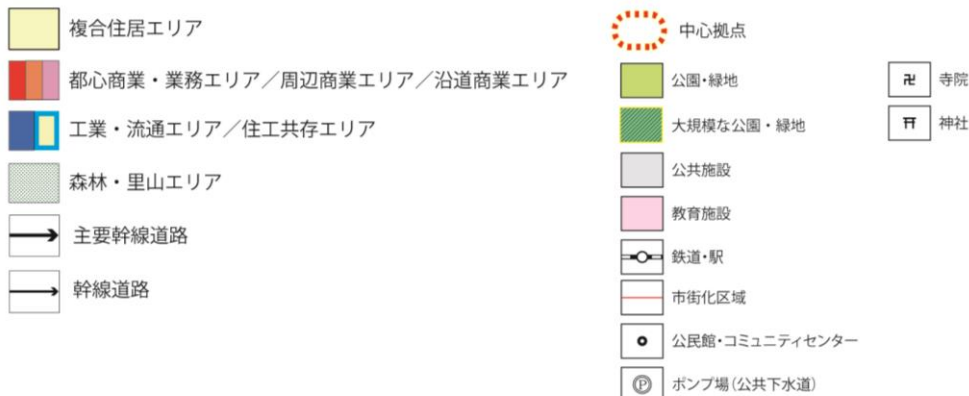 複合住居エリア
都心商業・業務エリア／周辺商業エリア／沿道商業エリア
工業・流通エリア／住工共存エリア
森林・里山エリア
主要幹線道路
幹線道路
中心拠点
公園・緑地
大規模な公園・緑地
公共施設
教育施設
鉄道・駅
市街化区域
公民館・コミュニティセンター
Ⓟ ポンプ場（公共下水道）
卍 寺院
神社